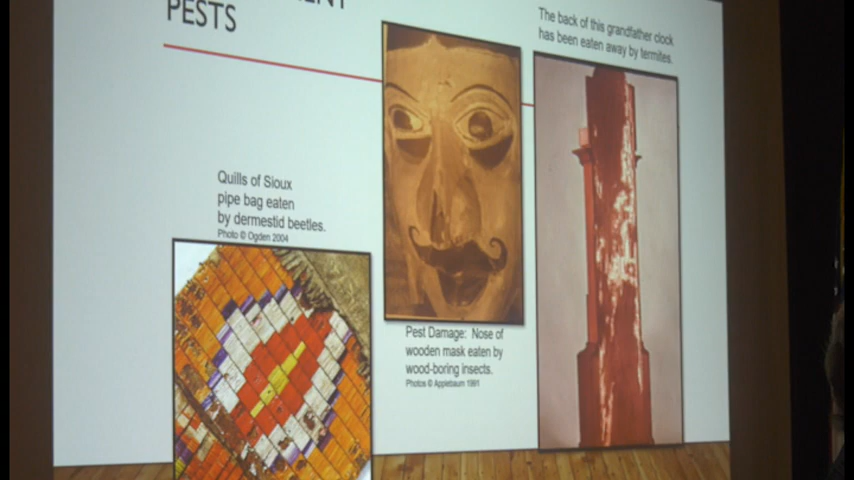 PESTS
The back of this grandfather clock
has been eaten away by termites.
Quills of Sioux
pipe bag eaten
by dermestid beetles.
Photo © Ogden 2004
Pest Damage: Nose of
wooden mask eaten by
wood-boring insects.
Photos © Applebaum 1991